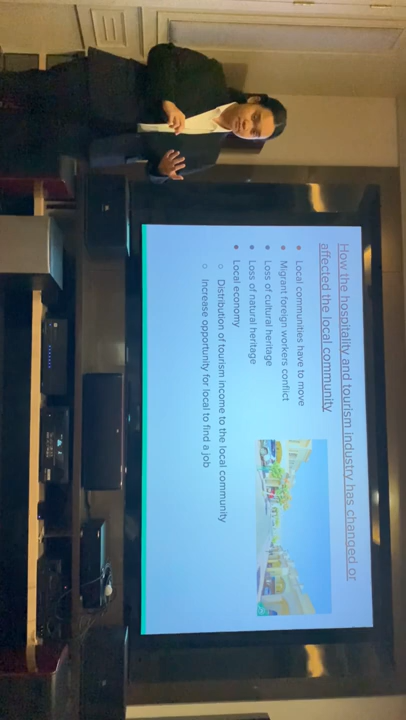 How the hospitality and tourism industry has changed or
affected the local community
● Local communities have to move
● Migrant foreign workers conflict
● Loss of cultural heritage
● Loss of natural heritage
● Local economy
○ Distribution of tourism income to the local community
○ Increase opportunity for local to find a job